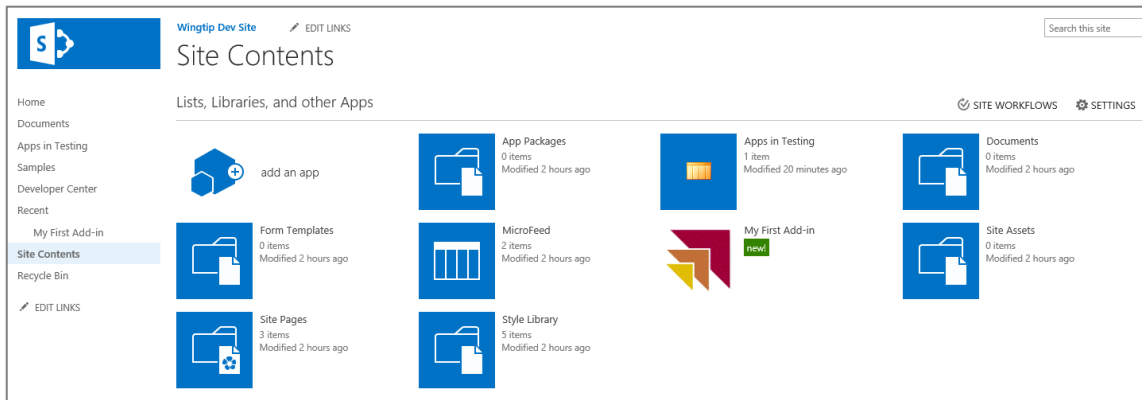 S
Wingtip Dev Site
EDIT LINKS
Search this site
Site Contents
Home
Documents
Apps in Testing
Samples
Developer Center
Recent
My First Add-in
Site Contents
Recycle Bin
EDIT LINKS
Lists, Libraries, and other Apps
SITE WORKFLOWS
SETTINGS
add an app
App Packages
0 items
Modified 2 hours ago
Apps in Testing
1 item
Modified 20 minutes ago
Documents
0 items
Modified 2 hours ago
Form Templates
0 items
Modified 2 hours ago
MicroFeed
2 items
Modified 2 hours ago
My First Add-in
new!
Site Assets
0 items
Modified 2 hours ago
Site Pages
3 items
Modified 2 hours ago
Style Library
5 items
Modified 2 hours ago